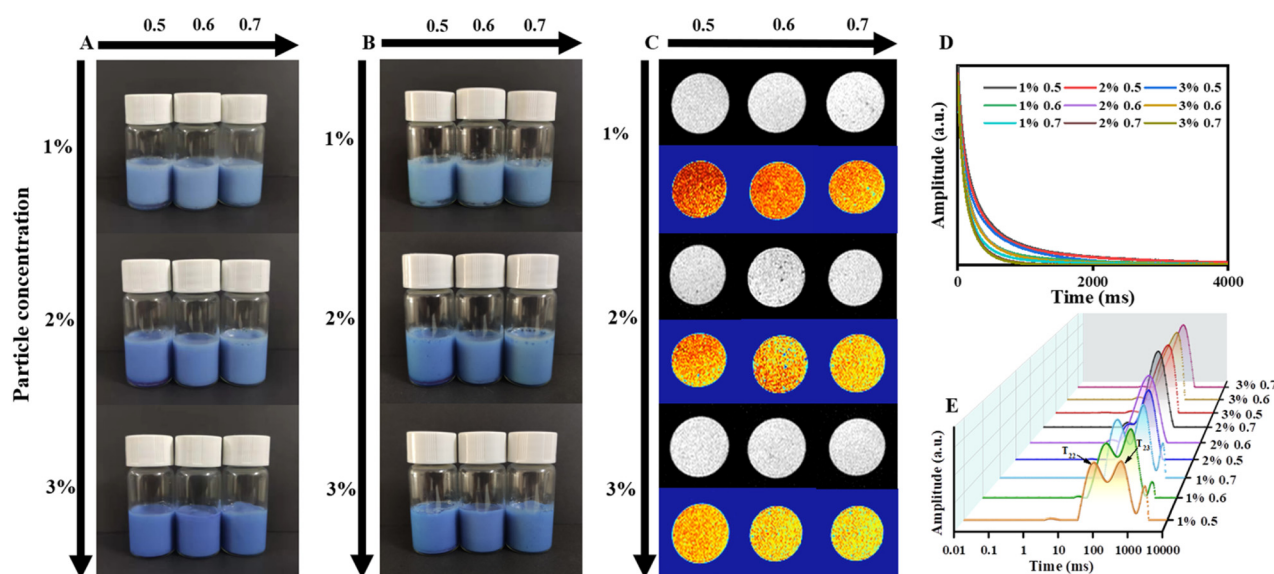 A
0.5 0.6 0.7
B
0.5 0.6 0.7
C
0.5 0.6 0.7
D
Particle concentration
1%
2%
3%
1%
2%
3%
1%
2%
3%
Amplitude (a.u.)
1% 0.5 2% 0.5 3% 0.5
1% 0.6 2% 0.6 3% 0.6
1% 0.7 2% 0.7 3% 0.7
0 2000 4000
Time (ms)
E
Amplitude (a.u.)
T22
T23
3% 0.7
3% 0.6
3% 0.5
2% 0.7
2% 0.6
2% 0.5
1% 0.7
1% 0.6
1% 0.5
0.01 0.1 1 10 100 1000 10000
Time (ms)